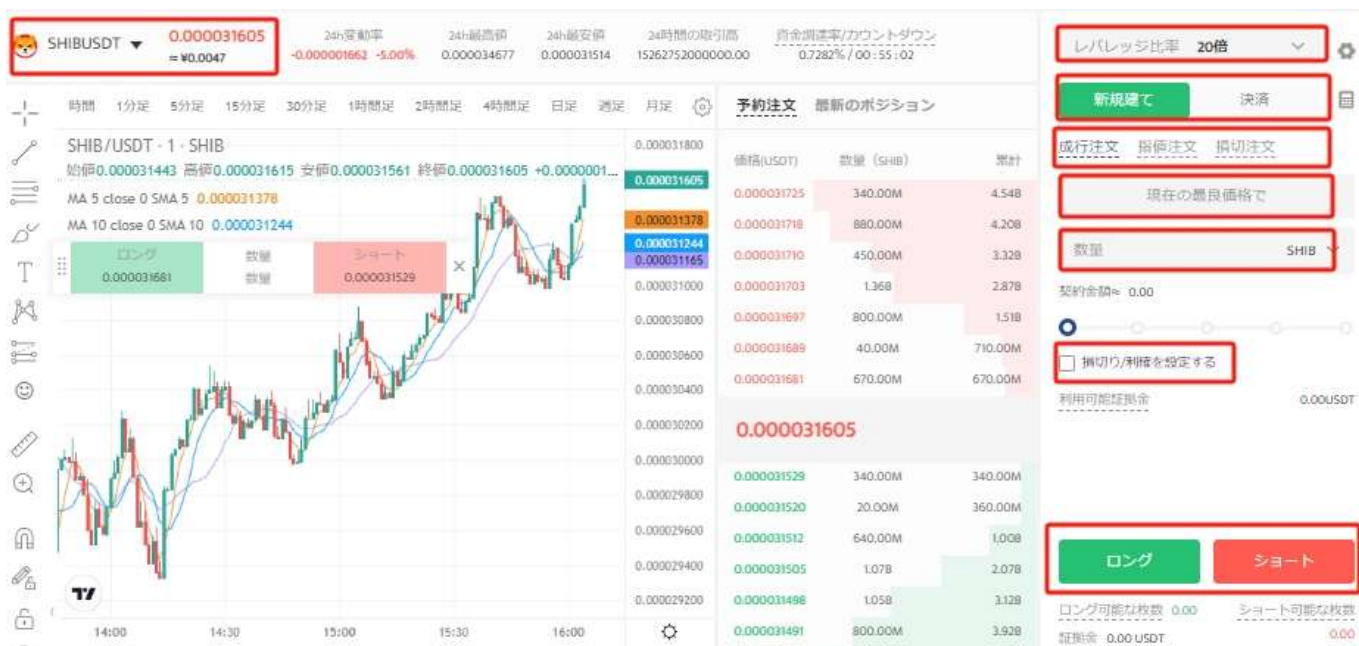 SHIBUSDT
0.000031605
≈ ¥0.0047
24h変動率
-0.000001662 -5.00%
24h最高値
0.000034677
24h最安値
0.000031514
24時間の取引高
15262752000000.00
資金調達率/カウントダウン
0.7282% / 00 : 55 : 02
時間 1分足 5分足 15分足 30分足 1時間足 2時間足 4時間足 日足 週足 月足
SHIB/USDT · 1 · SHIB
始値0.000031443 高値0.000031615 安値0.000031561 終値0.000031605 +0.0000001...
MA 5 close 0 SMA 5 0.000031378
MA 10 close 0 SMA 10 0.000031244
ロング 数量 ショート
0.000031681 数量 0.000031529
0.000031800
0.000031605
0.000031378
0.000031244
0.000031165
0.000031000
0.000030800
0.000030600
0.000030400
0.000030200
0.000030000
0.000029800
0.000029600
0.000029400
0.000029200
14:00 14:30 15:00 15:30 16:00
予約注文 最新のポジション
価格(USDT) 数量 (SHIB) 累計
0.000031725 340.00M 4.54B
0.000031718 880.00M 4.20B
0.000031710 450.00M 3.32B
0.000031703 1.36B 2.87B
0.000031697 800.00M 1.51B
0.000031689 40.00M 710.00M
0.000031681 670.00M 670.00M
0.000031605
0.000031529 340.00M 340.00M
0.000031520 20.00M 360.00M
0.000031512 640.00M 1.00B
0.000031505 1.07B 2.07B
0.000031498 1.05B 3.12B
0.000031491 800.00M 3.92B
レバレッジ比率 20倍
新規建て 決済
成行注文 指値注文 損切注文
現在の最良価格で
数量 SHIB
契約金額≈ 0.00
損切り/利確を設定する
利用可能証拠金 0.00USDT
ロング ショート
ロング可能な枚数 0.00 ショート可能な枚数
0.00
証拠金 0.00 USDT